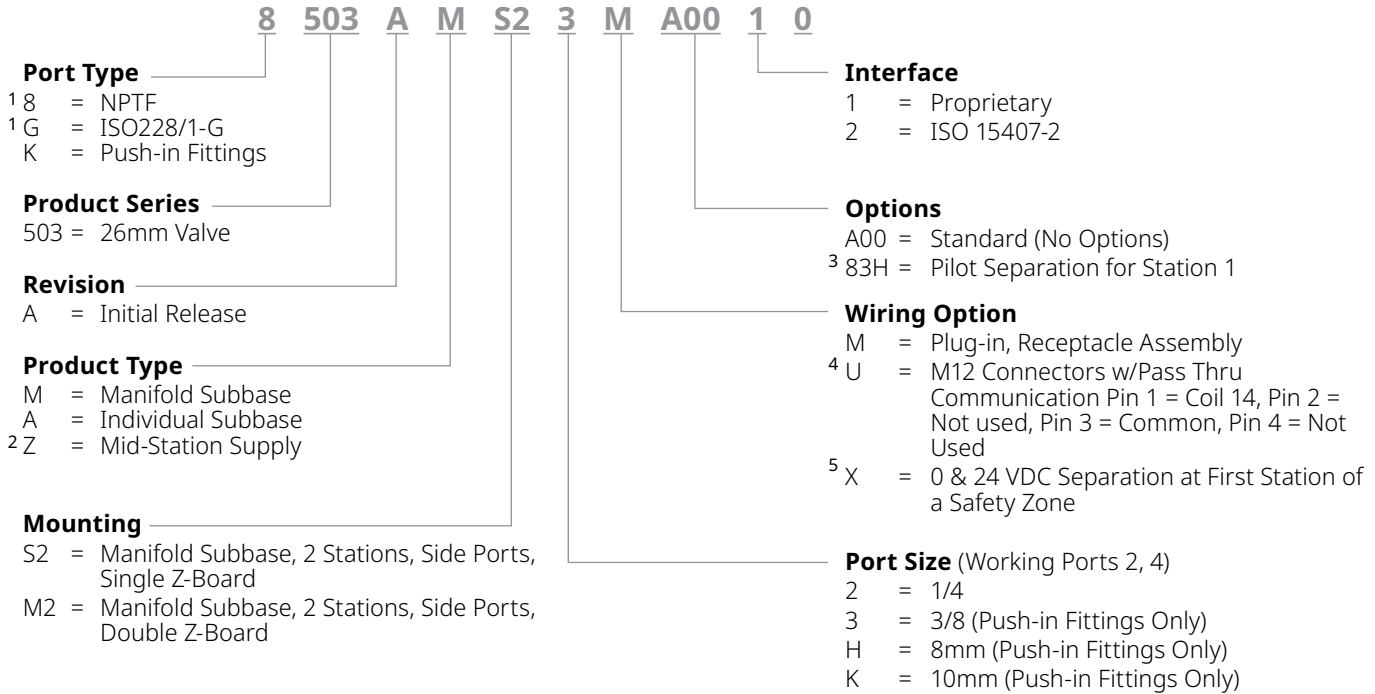 8 503 A M S2 3 M A00 1 0
Port Type
1 8 = NPTF
1 G = ISO228/1-G
K = Push-in Fittings
Product Series
503 = 26mm Valve
Revision
A = Initial Release
Product Type
M = Manifold Subbase
A = Individual Subbase
2 Z = Mid-Station Supply
Mounting
S2 = Manifold Subbase, 2 Stations, Side Ports,
Single Z-Board
M2 = Manifold Subbase, 2 Stations, Side Ports,
Double Z-Board
Interface
1 = Proprietary
2 = ISO 15407-2
Options
A00 = Standard (No Options)
3 83H = Pilot Separation for Station 1
Wiring Option
M = Plug-in, Receptacle Assembly
4 U = M12 Connectors w/Pass Thru
Communication Pin 1 = Coil 14, Pin 2 =
Not used, Pin 3 = Common, Pin 4 = Not
Used
5 X = 0 & 24 VDC Separation at First Station of
a Safety Zone
Port Size (Working Ports 2, 4)
2 = 1/4
3 = 3/8 (Push-in Fittings Only)
H = 8mm (Push-in Fittings Only)
K = 10mm (Push-in Fittings Only)